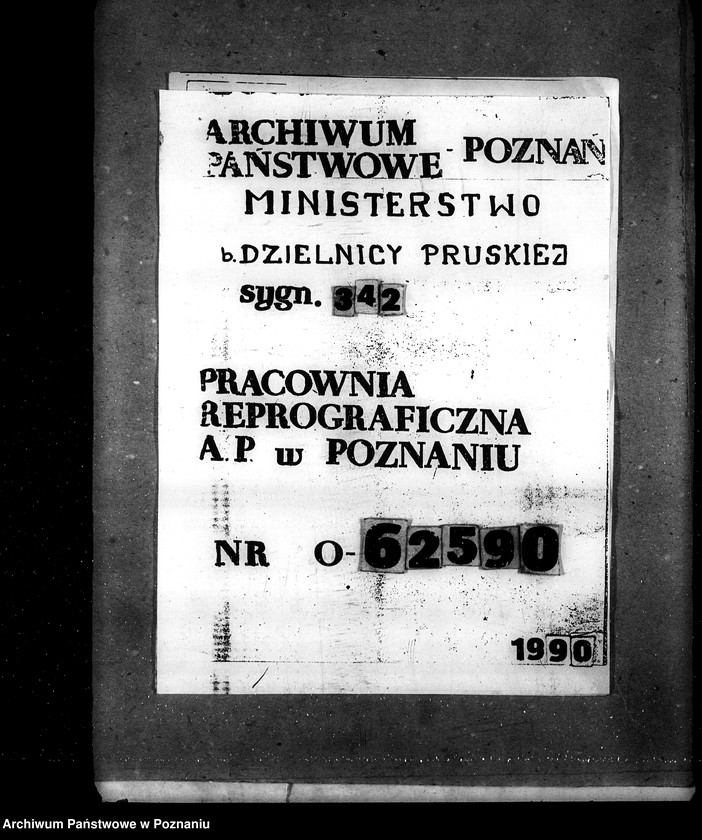 ARCHIWUM
PAŃSTWOWE - POZNAŃ
MINISTERSTWO
b. DZIELNICY PRUSKIEJ
sygn. 342
PRACOWNIA
REPROGRAFICZNA
A.P. w POZNANIU
NR O-62590
1990
Archiwum Państwowe w Poznaniu